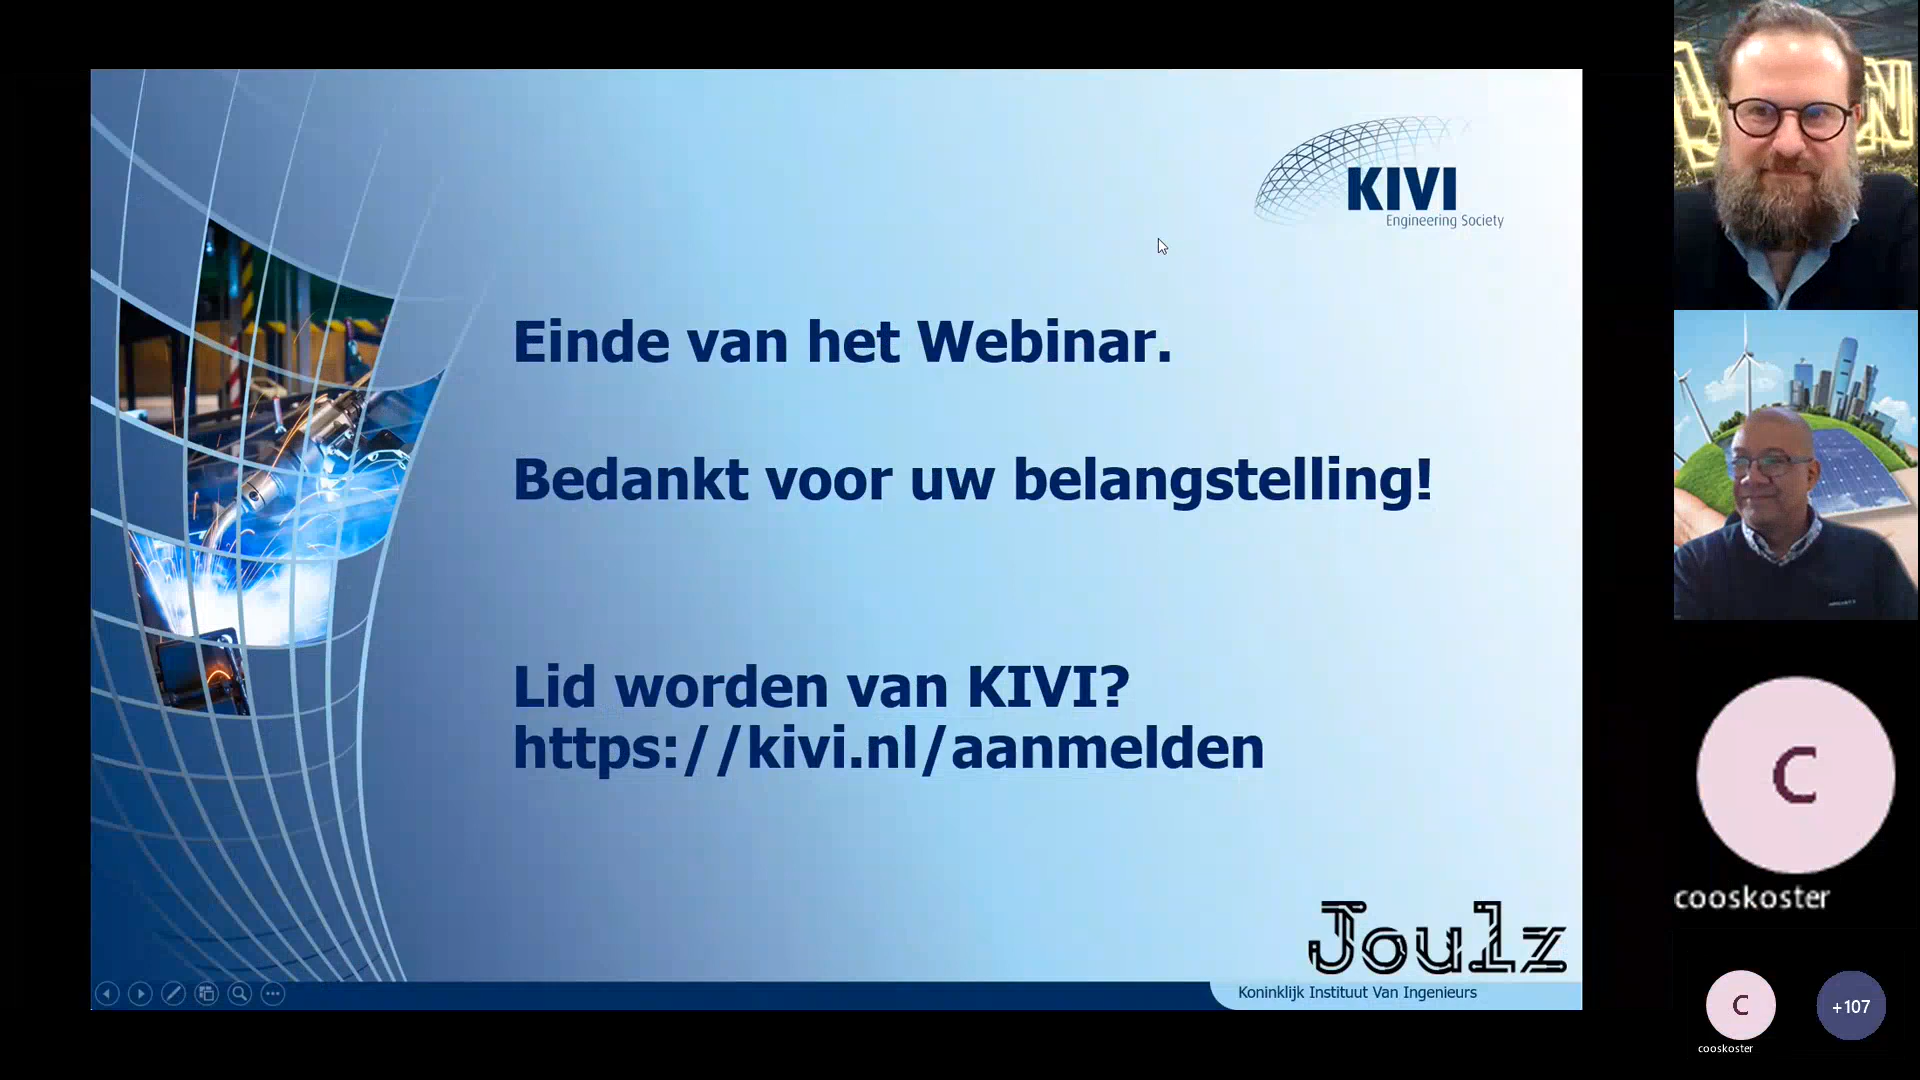 KIVI
Engineering Society
Einde van het Webinar.
Bedankt voor uw belangstelling!
Lid worden van KIVI?
https://kivi.nl/aanmelden
Joulz
Koninklijk Instituut Van Ingenieurs
C
cooskoster
C
cooskoster
+107